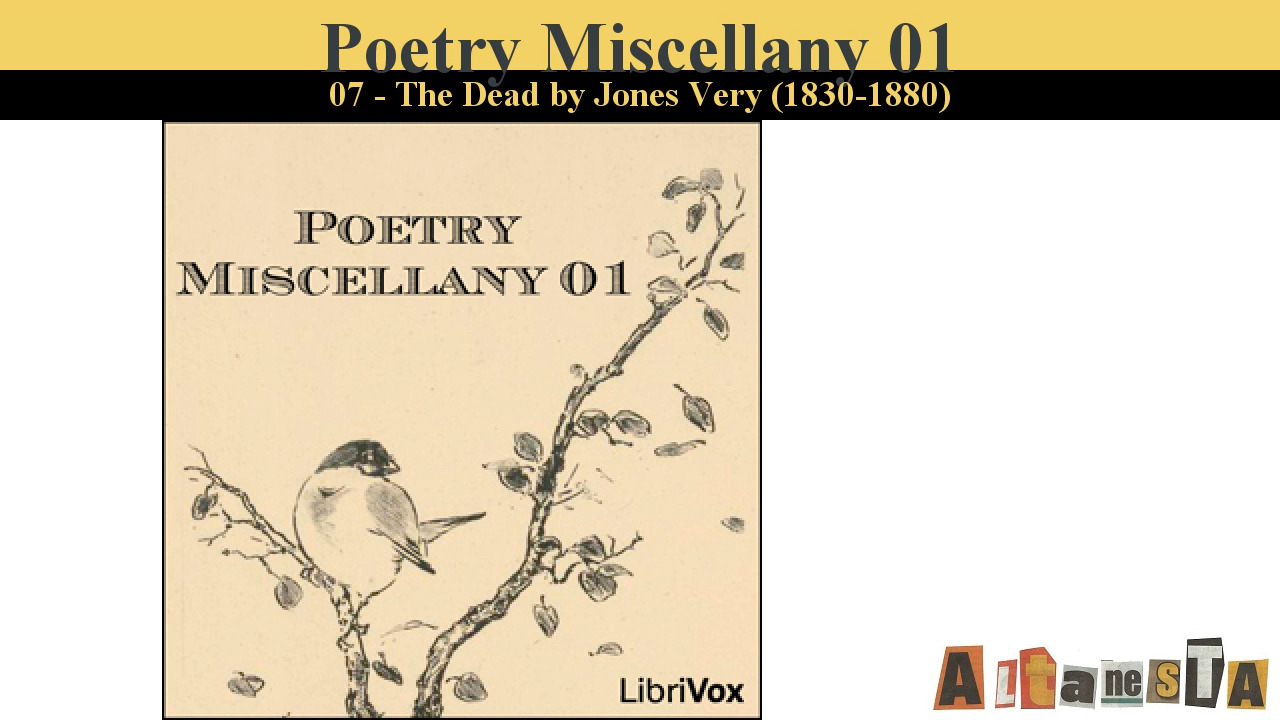 Poetry Miscellany 01
07 - The Dead by Jones Very (1830-1880)
POETRY
MISCELLANY 01
LibriVox
AltanesTA